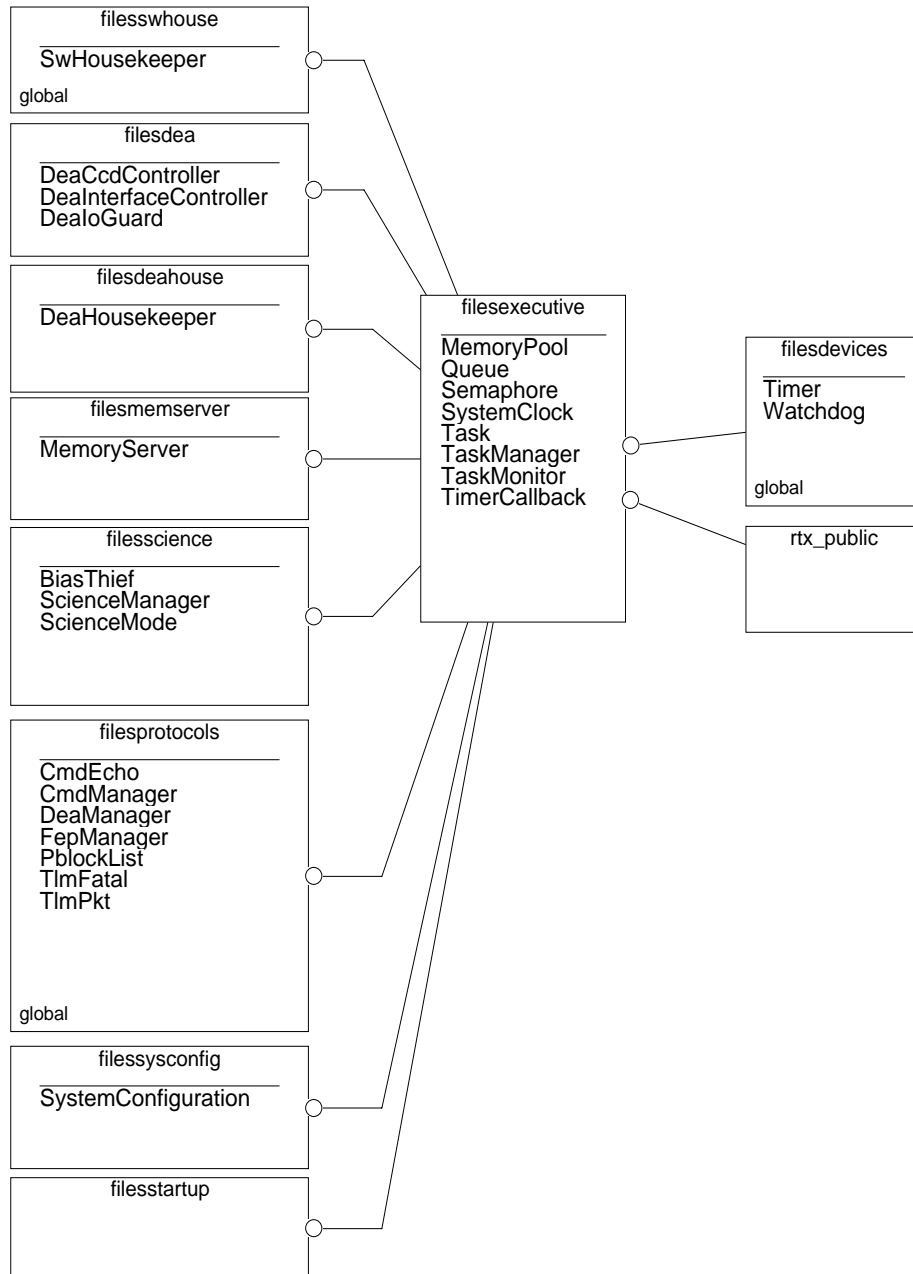 filesswhouse
SwHousekeeper
global
filesdea
DeaCcdController
DeaInterfaceController
DeaIoGuard
filesdeahouse
DeaHousekeeper
filesmemserver
MemoryServer
filesscience
BiasThief
ScienceManager
ScienceMode
filesprotocols
CmdEcho
CmdManager
DeaManager
FepManager
PblockList
TlmFatal
TlmPkt
global
filessysconfig
SystemConfiguration
filesstartup
filesexecutive
MemoryPool
Queue
Semaphore
SystemClock
Task
TaskManager
TaskMonitor
TimerCallback
filesdevices
Timer
Watchdog
global
rtx_public